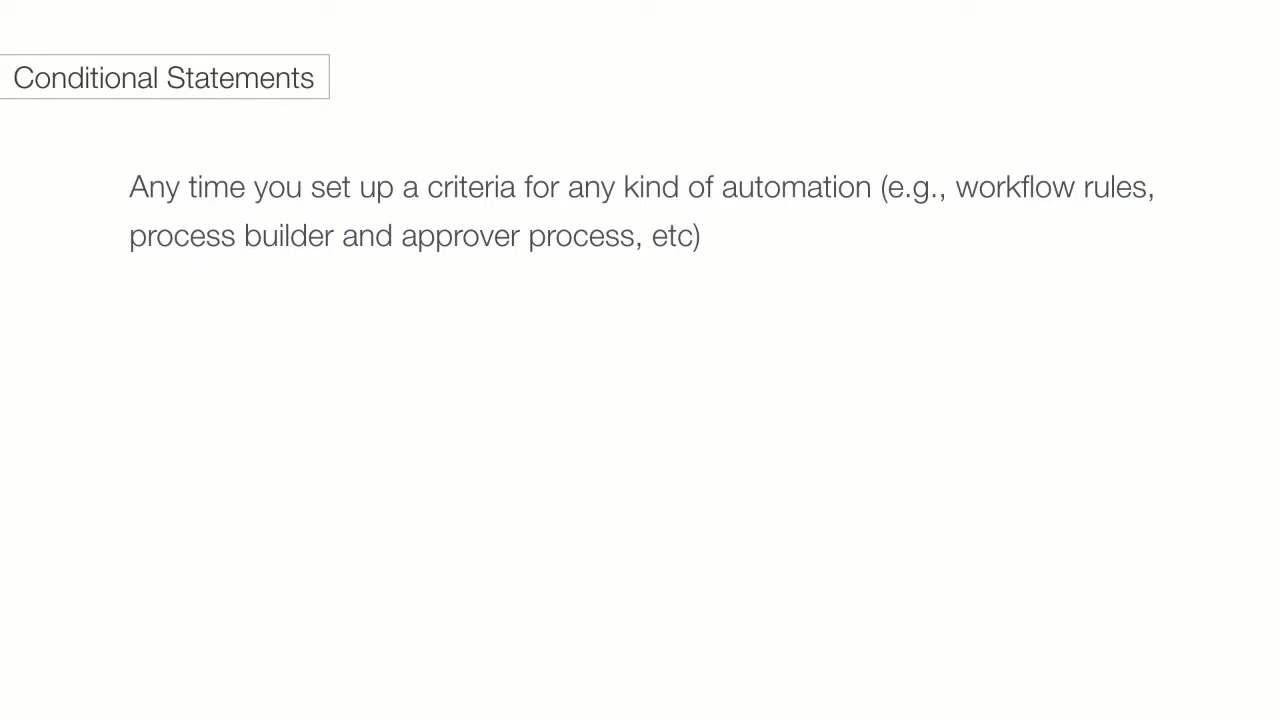 Conditional Statements
Any time you set up a criteria for any kind of automation (e.g., workflow rules,
process builder and approver process, etc)